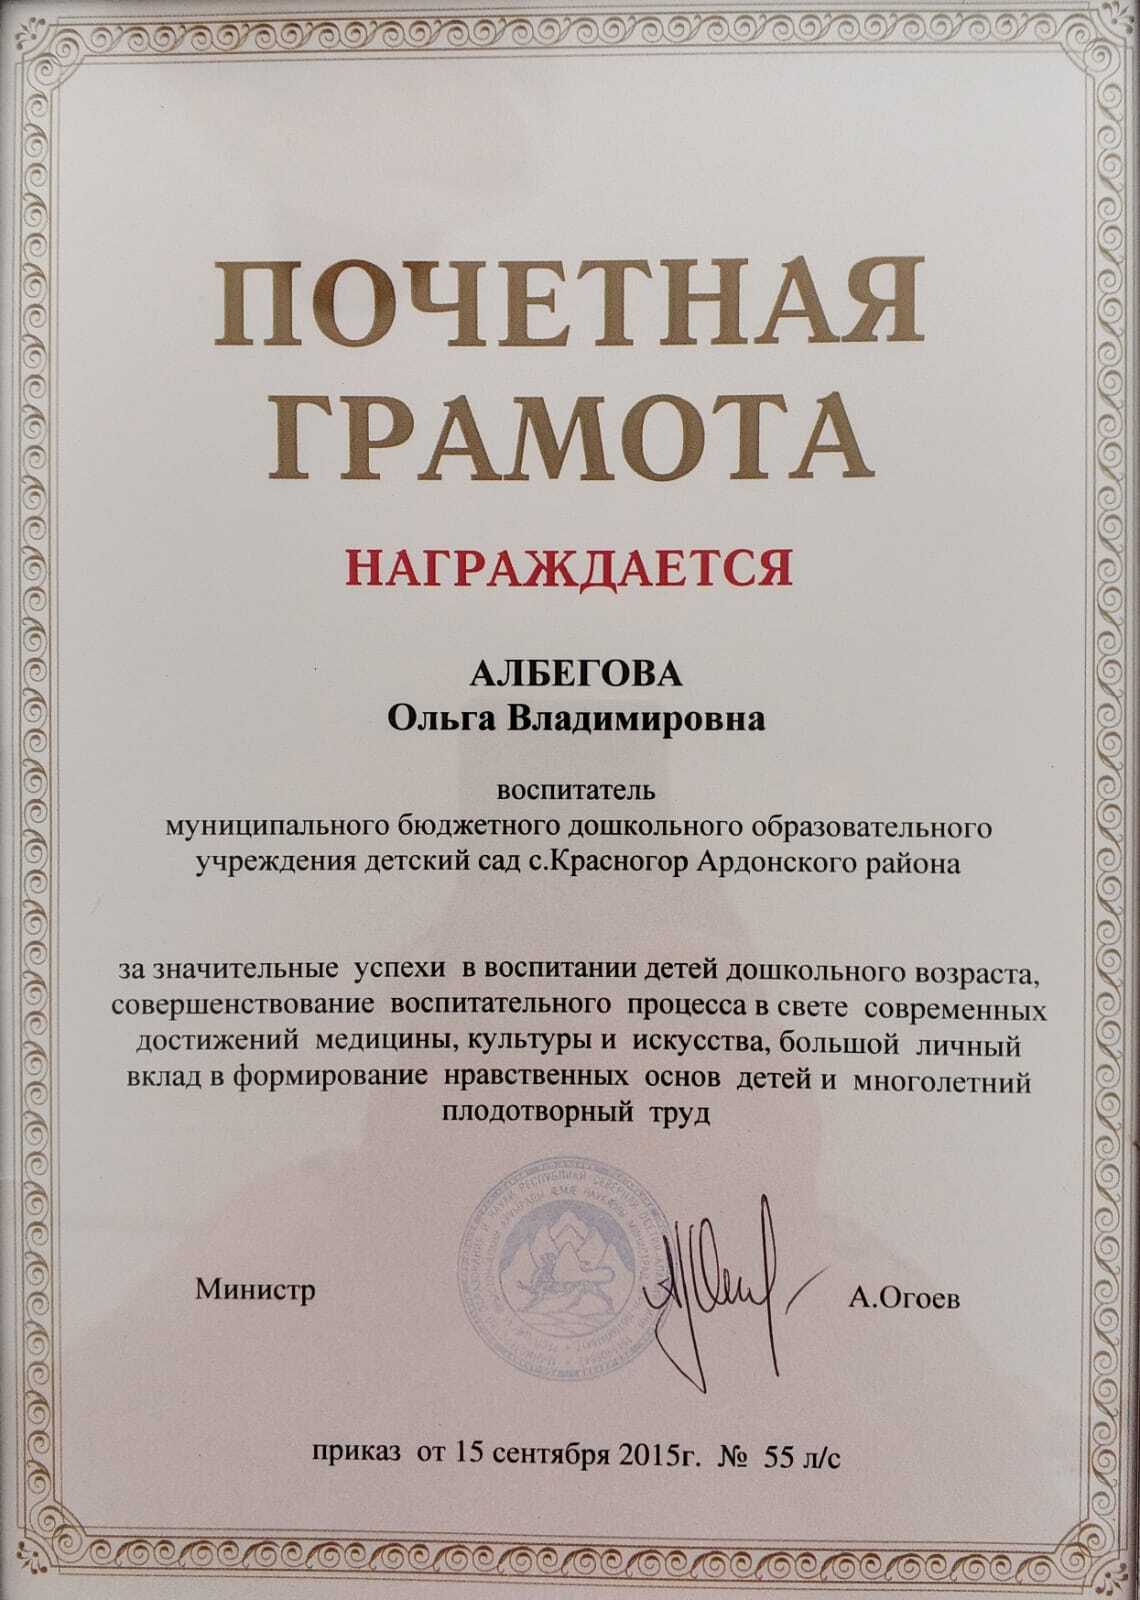 ПОЧЕТНАЯ
ГРАМОТА
НАГРАЖДАЕТСЯ
АЛБЕГОВА
Ольга Владимировна
воспитатель
муниципального бюджетного дошкольного образовательного
учреждения детский сад с.Красногор Ардонского района
за значительные успехи в воспитании детей дошкольного возраста,
совершенствование воспитательного процесса в свете современных
достижений медицины, культуры и искусства, большой личный
вклад в формирование нравственных основ детей и многолетний
плодотворный труд
Министр
А.Огоев
приказ от 15 сентября 2015г. № 55 л/с